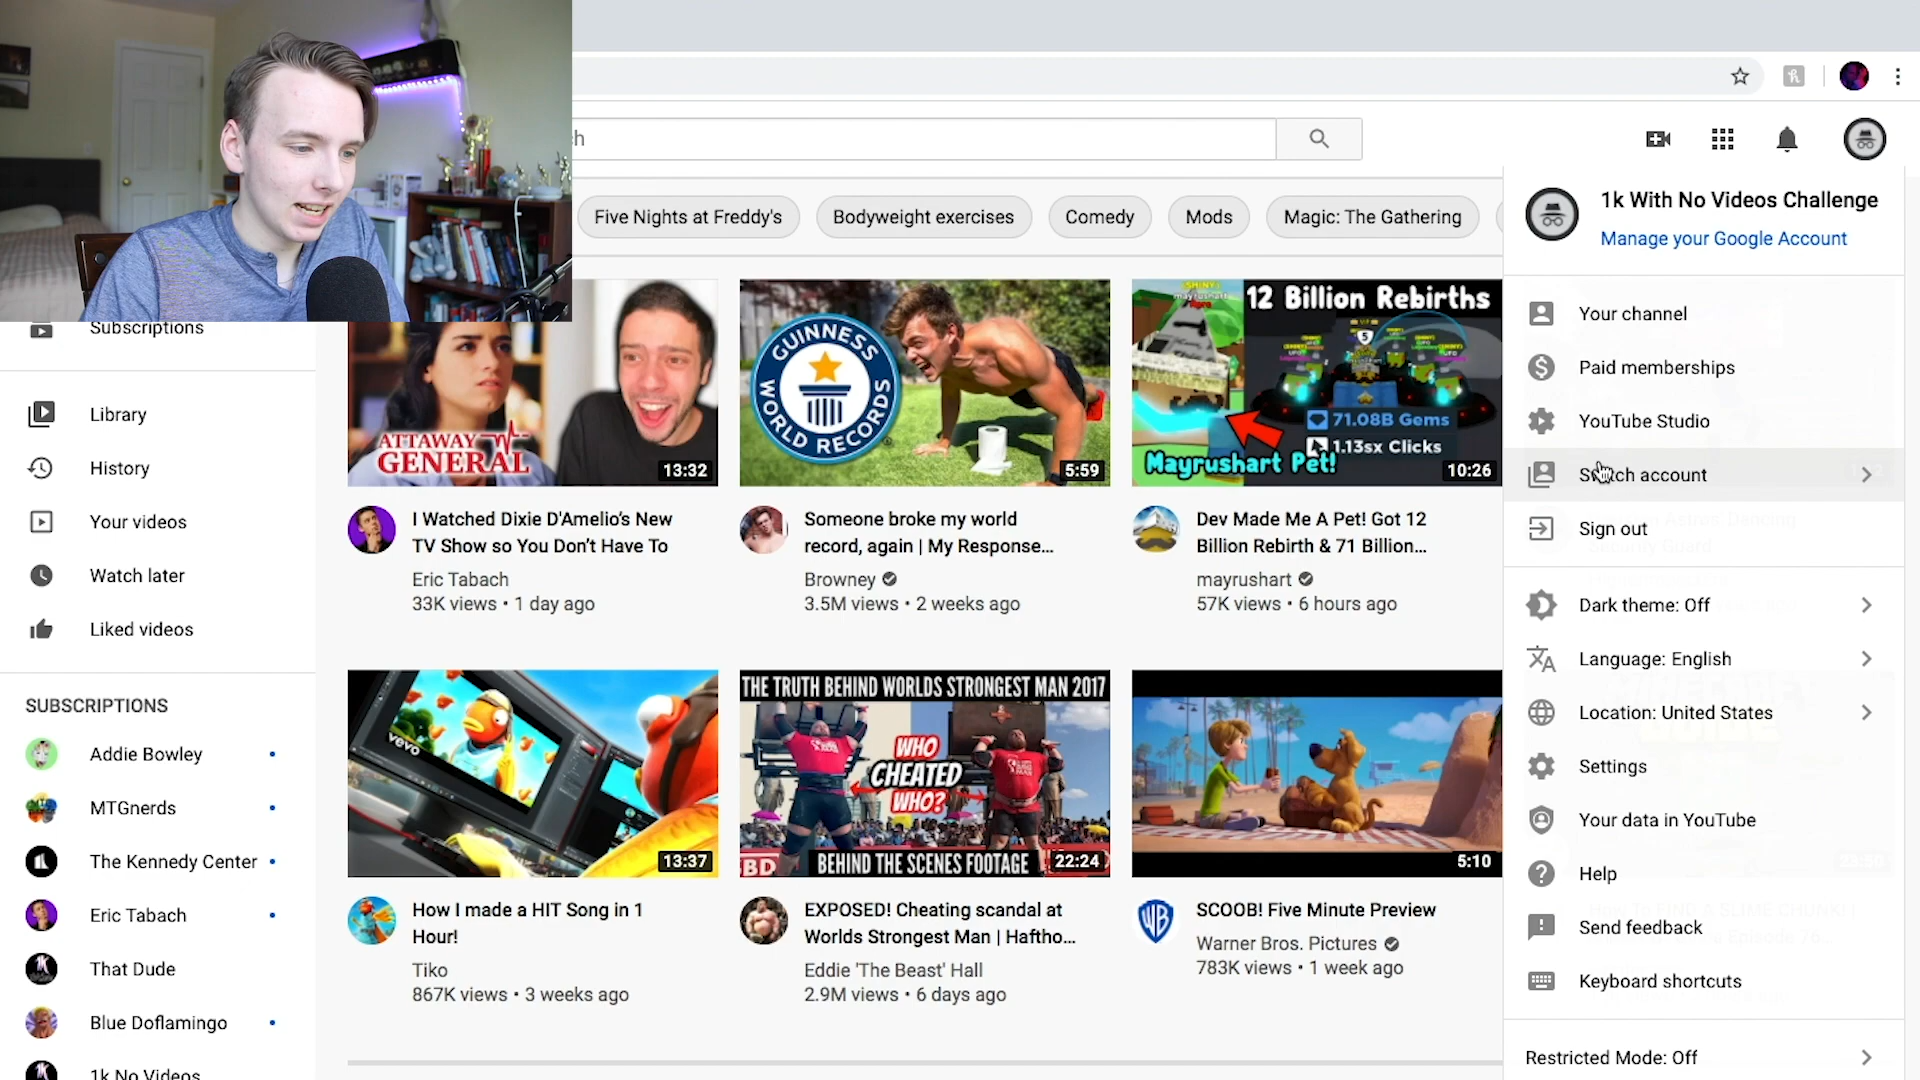 h
Five Nights at Freddy's
Bodyweight exercises
Comedy
Mods
Magic: The Gathering
1k With No Videos Challenge
Manage your Google Account
Your channel
Paid memberships
YouTube Studio
Switch account
Sign out
Dark theme: Off
Language: English
Location: United States
Settings
Your data in YouTube
Help
Send feedback
Keyboard shortcuts
Restricted Mode: Off
Subscriptions
Library
History
Your videos
Watch later
Liked videos
SUBSCRIPTIONS
Addie Bowley
MTGnerds
The Kennedy Center
Eric Tabach
That Dude
Blue Doflamingo
1k No Videos
ATTAWAY
GENERAL
13:32
I Watched Dixie D'Amelio's New
TV Show so You Don't Have To
Eric Tabach
33K views • 1 day ago
GUINNESS
WORLD RECORDS
5:59
Someone broke my world
record, again | My Response...
Browney
3.5M views • 2 weeks ago
(SHINY)
mayrushart
12 Billion Rebirths
5
71.08B Gems
1.13sx Clicks
Mayrushart Pet!
10:26
Dev Made Me A Pet! Got 12
Billion Rebirth & 71 Billion...
mayrushart
57K views • 6 hours ago
vevo
13:37
How I made a HIT Song in 1
Hour!
Tiko
867K views • 3 weeks ago
THE TRUTH BEHIND WORLDS STRONGEST MAN 2017
WHO
CHEATED
WHO?
BEHIND THE SCENES FOOTAGE
SBD
22:24
EXPOSED! Cheating scandal at
Worlds Strongest Man | Haftho...
Eddie 'The Beast' Hall
2.9M views • 6 days ago
5:10
WB
SCOOB! Five Minute Preview
Warner Bros. Pictures
783K views • 1 week ago